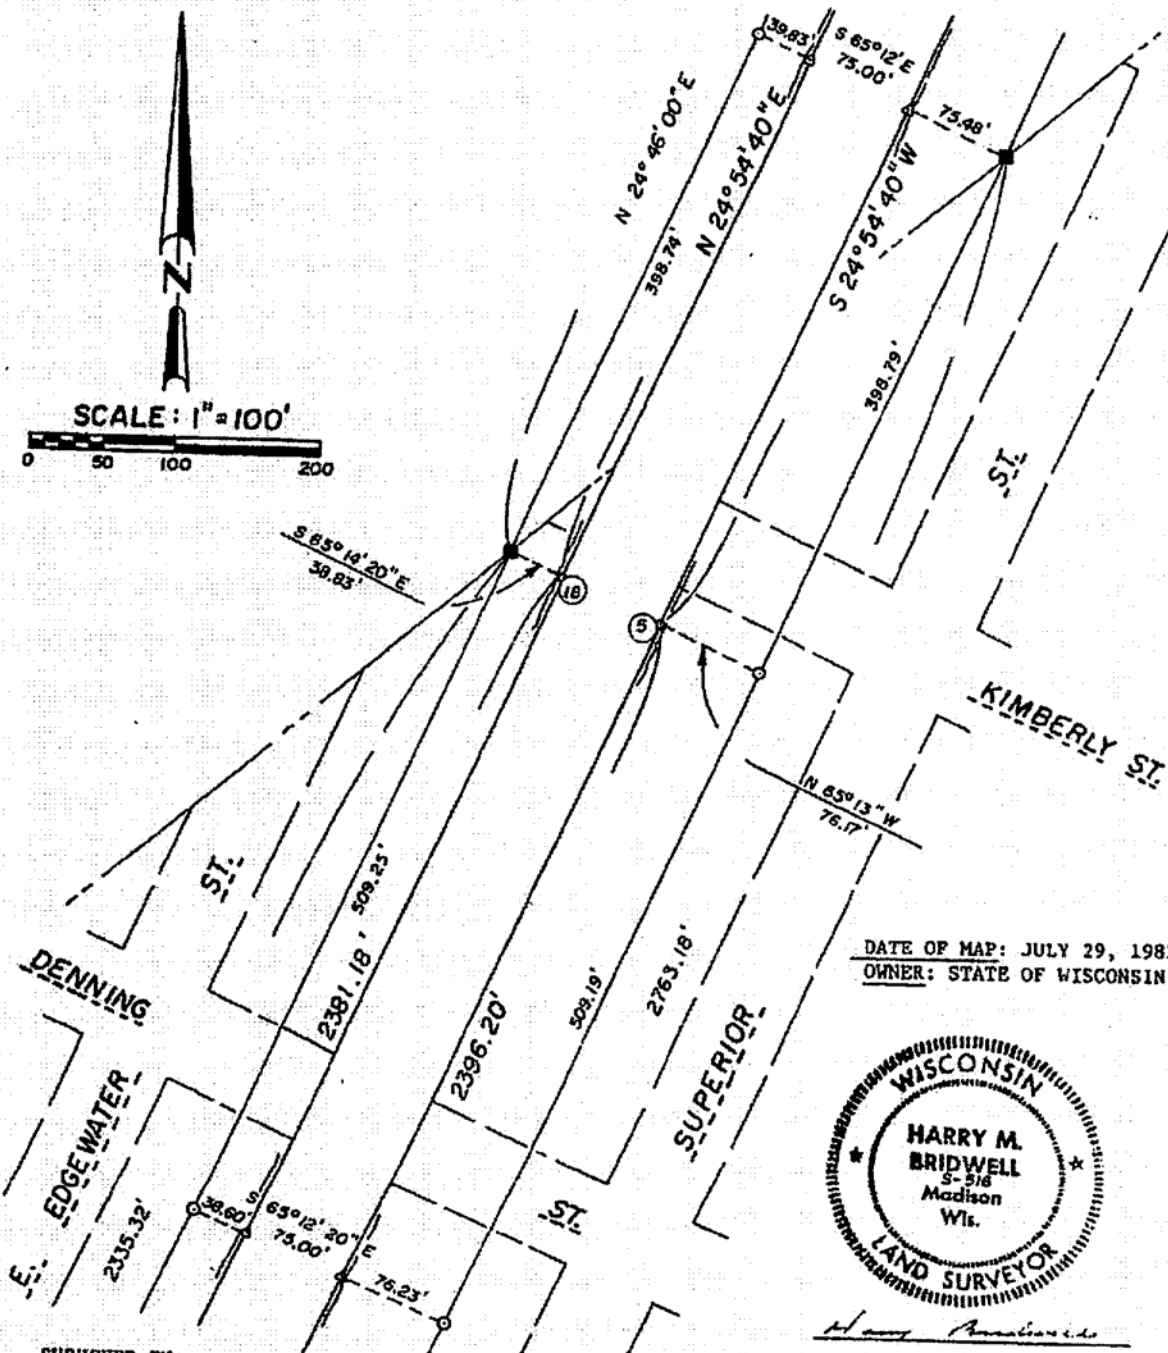 39.83'
S 65°12' E
75.00'
75.48'
N 24° 46' 00" E
N 24° 54' 40" E
S 24° 54' 40" W
398.74'
398.79'
N
SCALE: 1" = 100'
0 50 100 200
ST.
S 65° 14' 20" E
38.83'
18
5
KIMBERLY ST.
N 65° 13" W
76.17'
ST.
509.25'
DENNING
2381.18'
2396.20'
509.19'
2763.18'
DATE OF MAP: JULY 29, 198
OWNER: STATE OF WISCONSIN
SUPERIOR
EDGEWATER
E.
2335.32'
38.60'
S 65° 12' 20" E
75.00'
76.23'
ST.
WISCONSIN
HARRY M.
BRIDWELL
S-516
Madison
Wis.
LAND SURVEYOR